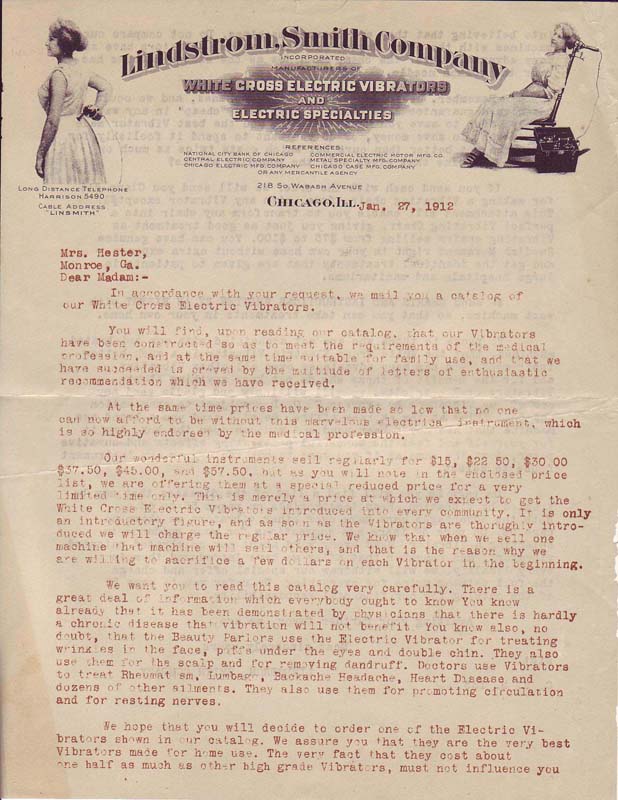 Lindstrom, Smith Company
INCORPORATED
MANUFACTURERS OF
WHITE CROSS ELECTRIC VIBRATORS
AND
ELECTRIC SPECIALTIES
REFERENCES:
NATIONAL CITY BANK OF CHICAGO COMMERCIAL ELECTRIC MOTOR MFG. CO.
CENTRAL ELECTRIC COMPANY METAL SPECIALTY MFG. COMPANY
CHICAGO ELECTRIC MFG. COMPANY CHICAGO CASE MFG. COMPANY
OR ANY MERCANTILE AGENCY
LONG DISTANCE TELEPHONE
HARRISON 5490
CABLE ADDRESS
"LINSMITH"
218 SO. WABASH AVENUE
CHICAGO, ILL. Jan. 27, 1912
Mrs. Hester,
Monroe, Ga.
Dear Madam:-
In accordance with your request, we mail you a catalog of
our White Cross Electric Vibrators.
You will find, upon reading our catalog, that our Vibrators
have been constructed so as to meet the requirements of the medical
profession, and at the same time suitable for family use, and that we
have succeeded is proved by the multiude of letters of enthusiastic
recommendation which we have received.
At the same time prices have been made so low that no one
can now afford to be without this marvelous electrical instrument, which
is so highly endorsed by the medical profession.
Our wonderful instruments sell regularly for $15, $22 50, $30.00
$37.50, $45.00, and $57.50, but as you will note in the enclosed price
list, we are offering them at a special reduced price for a very
limited time only. This is merely a price at which we expect to get the
White Cross Electric Vibrators introduced into every community. It is only
an introductory figure, and as soon as the Vibrators are thoroughly intro-
duced we will charge the regular price. We know that when we sell one
machine that machine will sell others, and that is the reason why we
are willing to sacrifice a few dollars on each Vibrator in the beginning.
We want you to read this catalog very carefully. There is a
great deal of information which everybody ought to know You know
already that it has been demonstrated by physicians that there is hardly
a chronic disease that vibration will not benefit. You know also, no
doubt, that the Beauty Parlors use the Electric Vibrator for treating
wrinkles in the face, puffs under the eyes and double chin. They also
use them for the scalp and for removing dandruff. Doctors use Vibrators
to treat Rheumatism, Lumbago, Backache Headache, Heart Disease and
dozens of other ailments. They also use them for promoting circulation
and for resting nerves.
We hope that you will decide to order one of the Electric Vi-
brators shown in our catalog. We assure you that they are the very best
Vibrators made for home use. The very fact that they cost about
one half as much as other high grade Vibrators, must not influence you